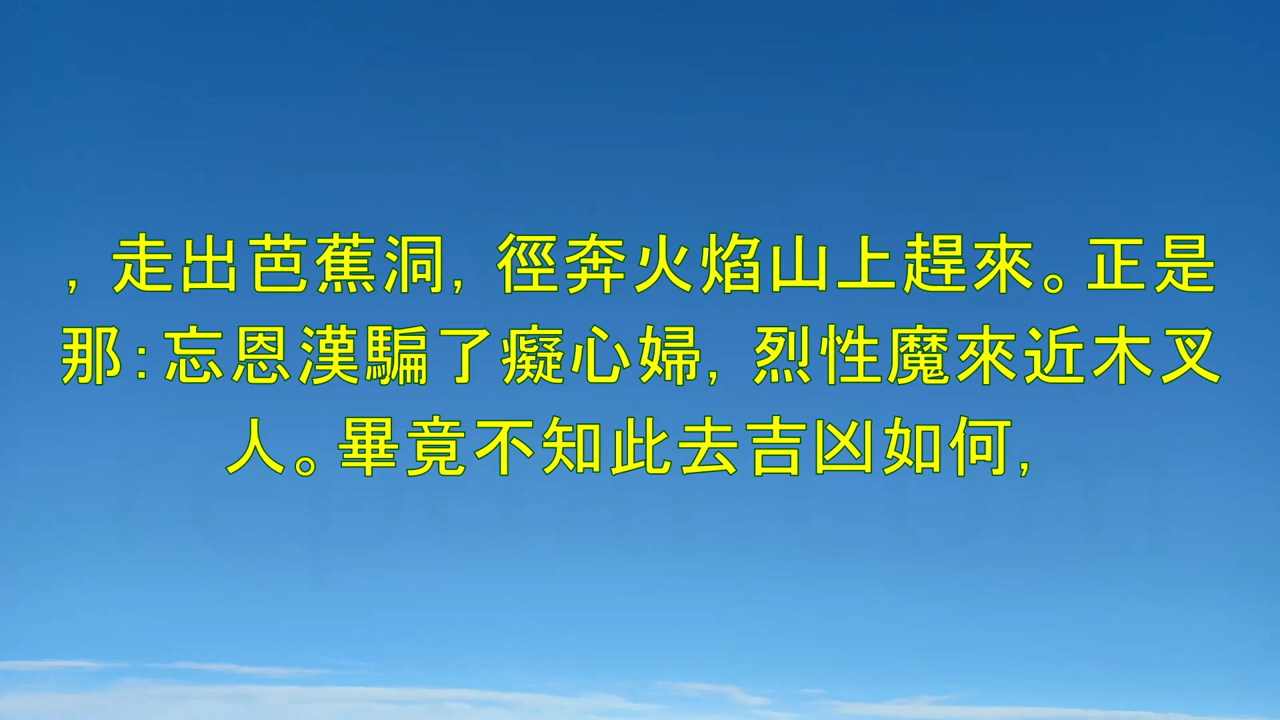 ，走出芭蕉洞，徑奔火焰山上趕來。正是
那：忘恩漢騙了癡心婦，烈性魔來近木叉
人。畢竟不知此去吉凶如何，